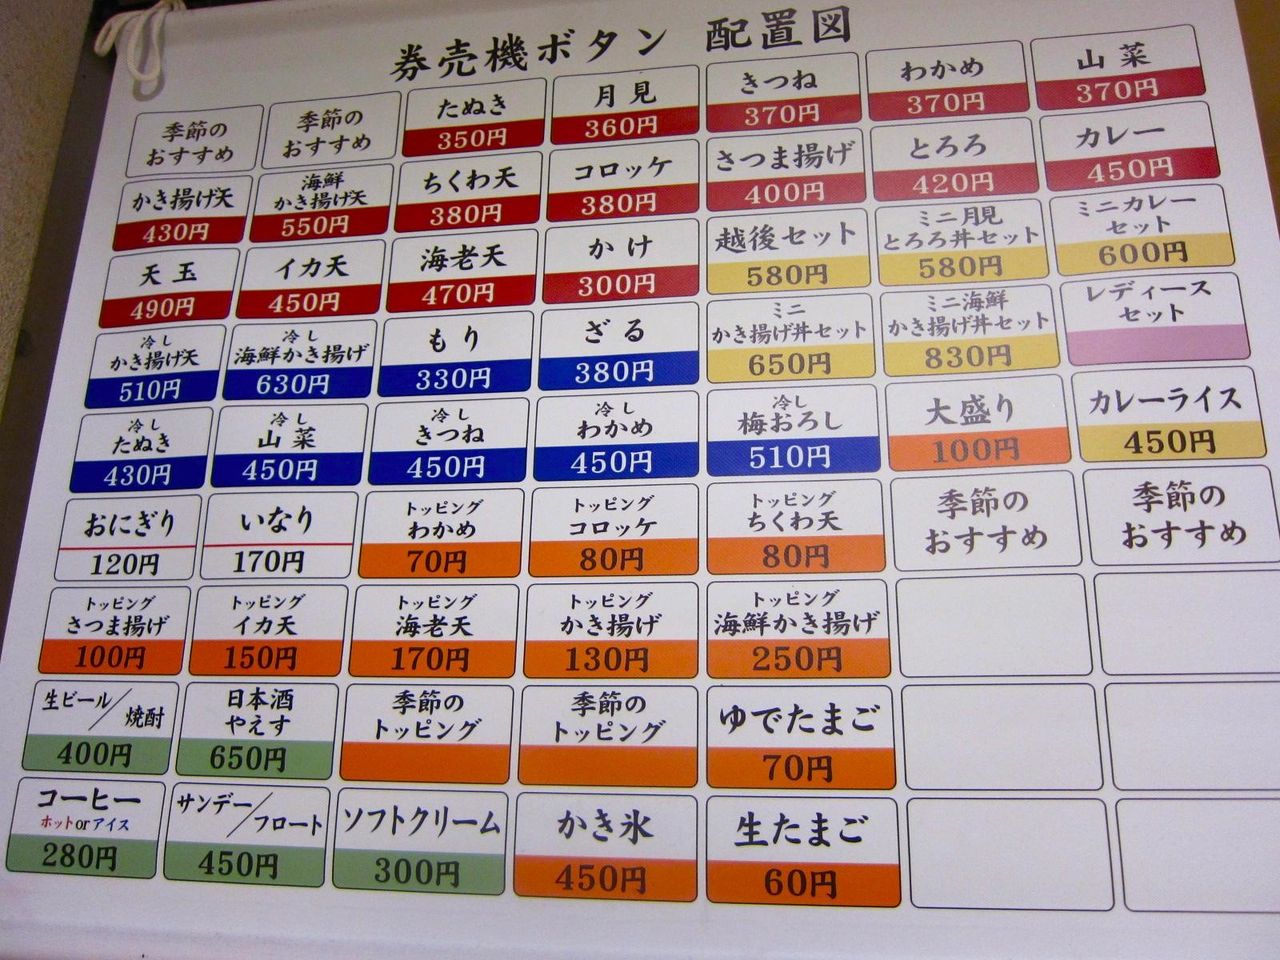 券売機ボタン 配置図
季節の
おすすめ
季節の
おすすめ
たぬき
350円
月見
360円
きつね
370円
わかめ
370円
山菜
370円
かき揚げ天
430円
海鮮
かき揚げ天
550円
ちくわ天
380円
コロッケ
380円
さつま揚げ
400円
とろろ
420円
カレー
450円
天玉
490円
イカ天
450円
海老天
470円
かけ
300円
越後セット
580円
ミニ月見
とろろ丼セット
580円
ミニカレー
セット
600円
冷し
かき揚げ天
510円
冷し
海鮮かき揚げ
630円
もり
330円
ざる
380円
ミニ
かき揚げ丼セット
650円
ミニ海鮮
かき揚げ丼セット
830円
レディース
セット
冷し
たぬき
430円
冷し
山菜
450円
冷し
きつね
450円
冷し
わかめ
450円
冷し
梅おろし
510円
大盛り
100円
カレーライス
450円
おにぎり
120円
いなり
170円
トッピング
わかめ
70円
トッピング
コロッケ
80円
トッピング
ちくわ天
80円
季節の
おすすめ
季節の
おすすめ
トッピング
さつま揚げ
100円
トッピング
イカ天
150円
トッピング
海老天
170円
トッピング
かき揚げ
130円
トッピング
海鮮かき揚げ
250円
生ビール/焼酎
400円
日本酒
やえす
650円
季節の
トッピング
季節の
トッピング
ゆでたまご
70円
コーヒー
ホットorアイス
280円
サンデー/フロート
450円
ソフトクリーム
300円
かき氷
450円
生たまご
60円